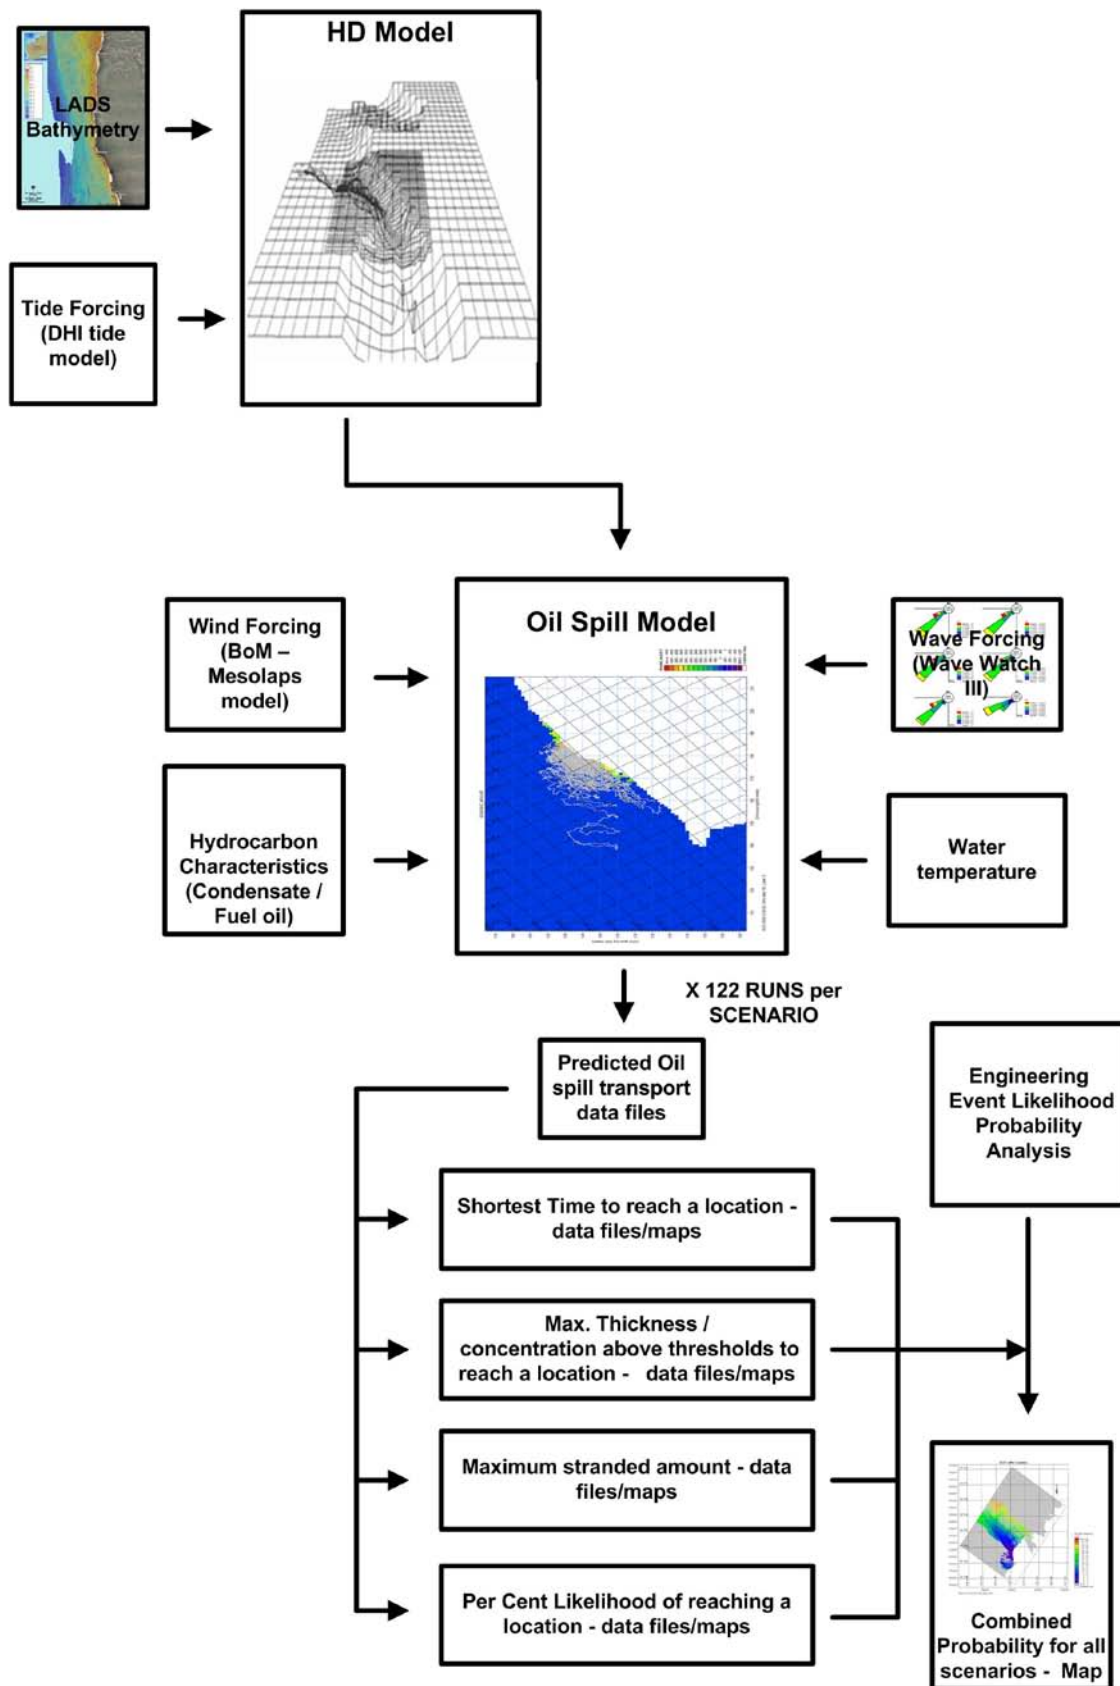 HD Model
LADS
Bathymetry
Tide Forcing
(DHI tide
model)
Wind Forcing
(BoM –
Mesolaps
model)
Oil Spill Model
Wave Forcing
(Wave Watch
III)
Hydrocarbon
Characteristics
(Condensate /
Fuel oil)
Water
temperature
X 122 RUNS per
SCENARIO
Predicted Oil
spill transport
data files
Engineering
Event Likelihood
Probability
Analysis
Shortest Time to reach a location -
data files/maps
Max. Thickness /
concentration above thresholds to
reach a location - data files/maps
Maximum stranded amount - data
files/maps
Per Cent Likelihood of reaching a
location - data files/maps
Combined
Probability for all
scenarios - Map